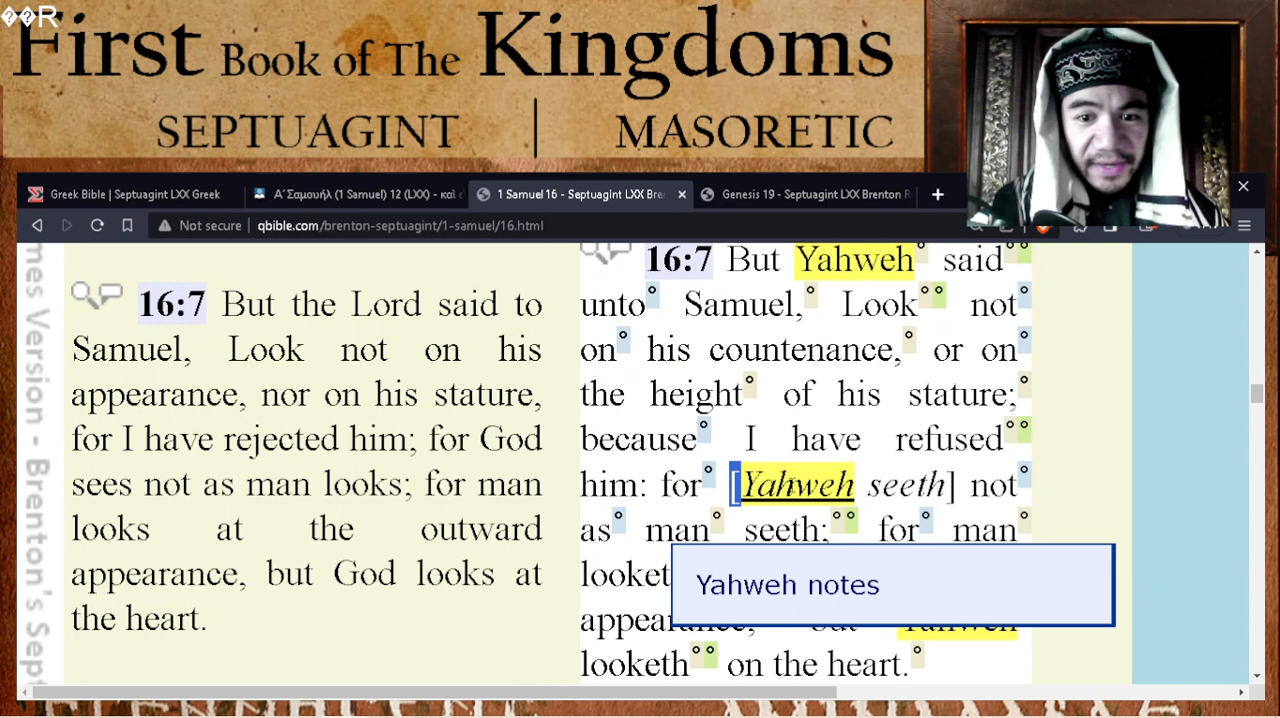 ��R
First Book of The Kingdoms
SEPTUAGINT | MASORETIC
Greek Bible | Septuagint LXX Greek
Α΄Σαμουήλ (1 Samuel) 12 (LXX) - καὶ
1 Samuel 16 - Septuagint LXX Bre
Genesis 19 - Septuagint LXX Brenton R
Not secure | qbible.com/brenton-septuagint/1-samuel/16.html
mes Version - Brenton's Sep
16:7 But the Lord said to
Samuel, Look not on his
appearance, nor on his stature,
for I have rejected him; for God
sees not as man looks; for man
looks at the outward
appearance, but God looks at
the heart.
16:7 But Yahweh° said°°
unto° Samuel,° Look°° not°
on° his countenance,° or on°
the height° of his stature;°
because° I have refused°°
him: for° [Yahweh seeth] not°
as° man° seeth;°° for° man°
looket
Yahweh notes
looketh°° on the heart.°